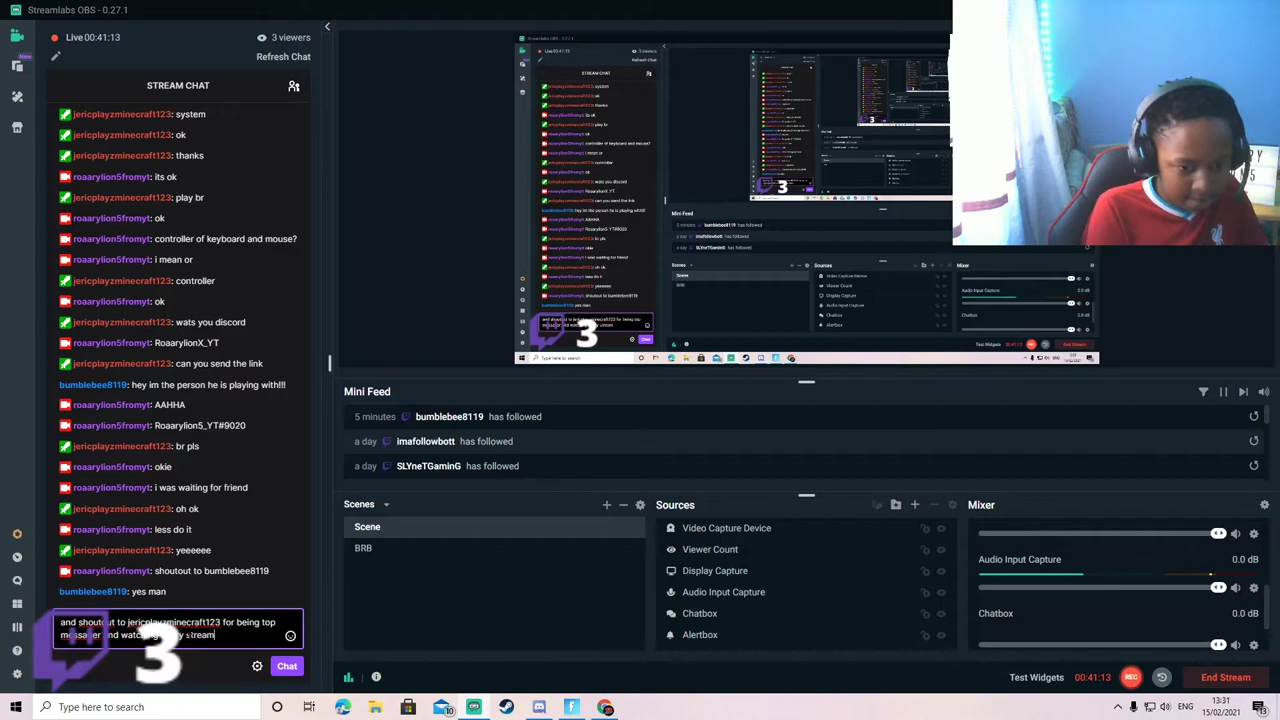 Streamlabs OBS - 0.27.1
Live 00:41:13
3 viewers
Refresh Chat
New
STREAM CHAT
jericplayzminecraft123: system
jericplayzminecraft123: ok
jericplayzminecraft123: thanks
roaarylion5fromyt: its ok
jericplayzminecraft123: play br
roaarylion5fromyt: ok
roaarylion5fromyt: controller of keyboard and mouse?
roaarylion5fromyt: i mean or
jericplayzminecraft123: controller
roaarylion5fromyt: ok
jericplayzminecraft123: wats you discord
roaarylion5fromyt: RoaarylionX_YT
jericplayzminecraft123: can you send the link
bumblebee8119: hey im the person he is playing with!!!
roaarylion5fromyt: AAHHA
roaarylion5fromyt: Roaarylion5_YT#9020
jericplayzminecraft123: br pls
roaarylion5fromyt: okie
roaarylion5fromyt: i was waiting for friend
jericplayzminecraft123: oh ok
roaarylion5fromyt: less do it
jericplayzminecraft123: yeeeeee
roaarylion5fromyt: shoutout to bumblebee8119
bumblebee8119: yes man
and shoutout to jericplayzminecraft123 for being top
stream
3
Chat
Mini Feed
5 minutes bumblebee8119 has followed
a day imafollowbott has followed
a day SLYneTGaminG has followed
Scenes
Scene
BRB
Sources
Video Capture Device
Viewer Count
Display Capture
Audio Input Capture
Chatbox
Alertbox
Mixer
Audio Input Capture 0.0 dB
Chatbox 0.0 dB
Test Widgets 00:41:13 REC End Stream
Type here to search
10
ENG
13:31
15/02/2021
13